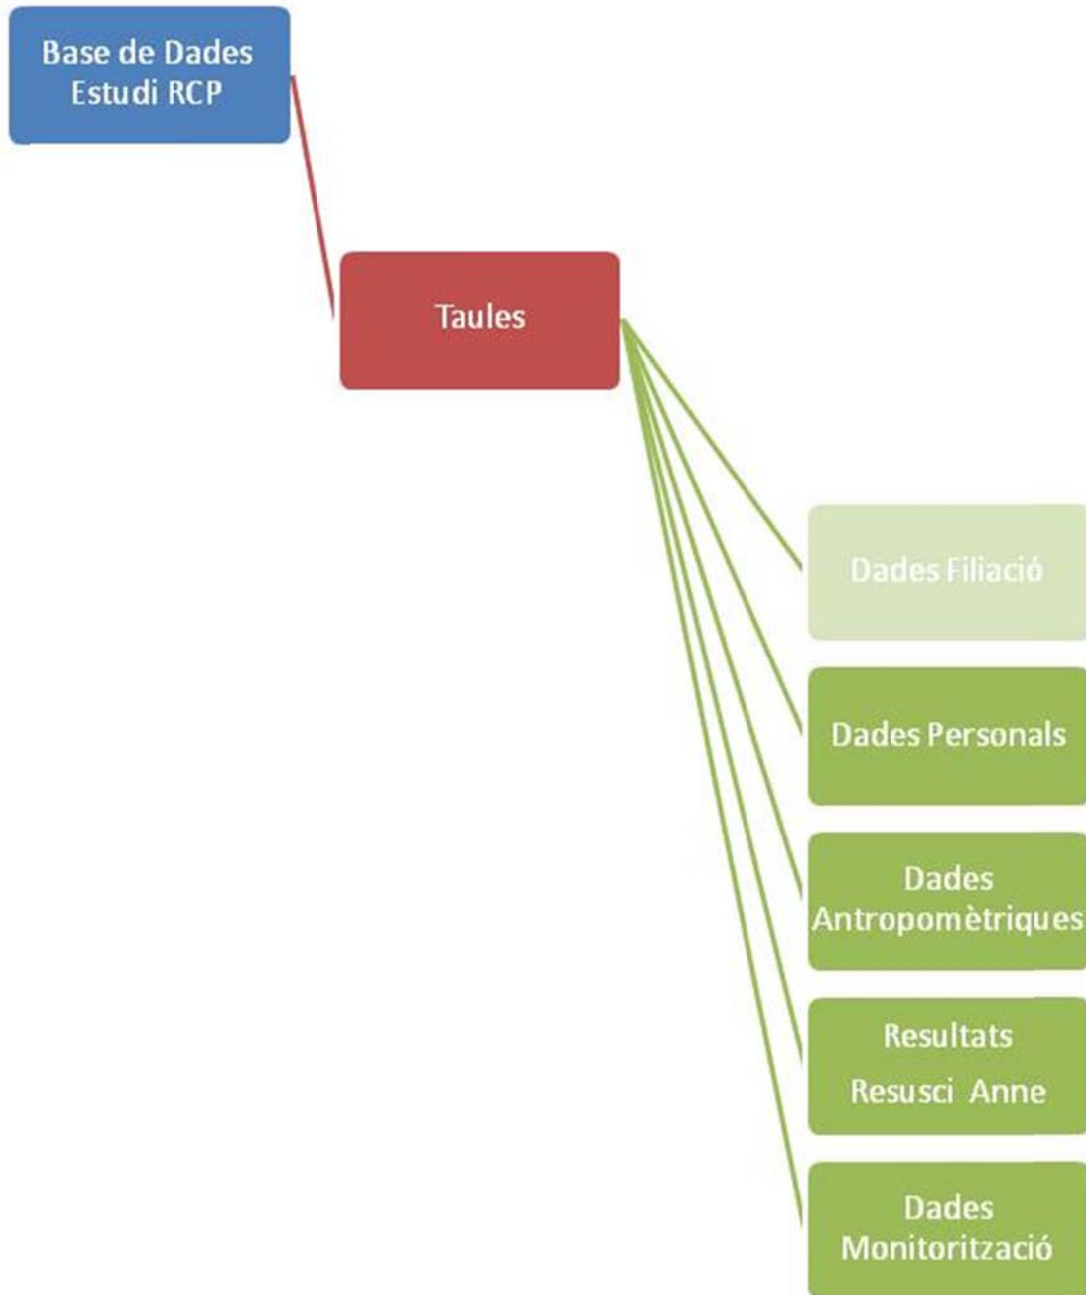 Base de Dades
Estudi RCP
Taules
Dades Filiació
Dades Personals
Dades
Antropomètriques
Resultats
Resusci Anne
Dades
Monitorització